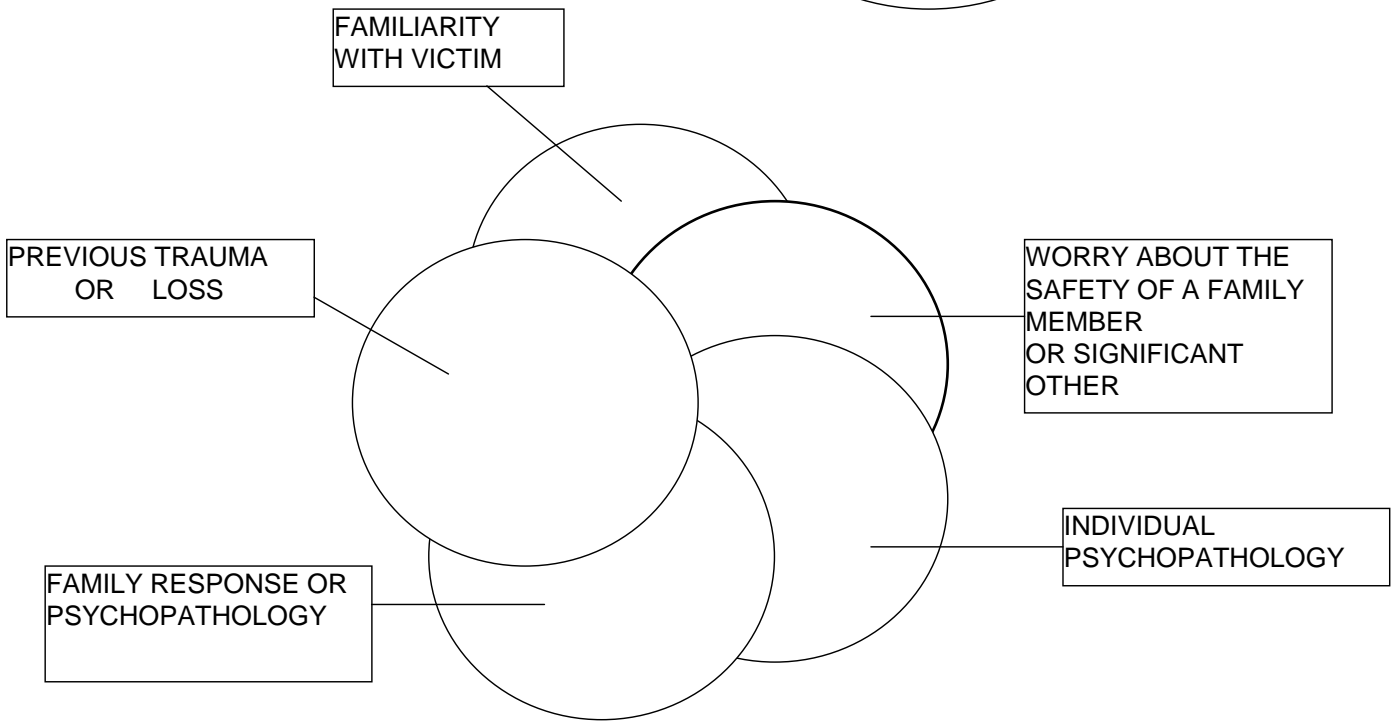 FAMILIARITY
WITH VICTIM
PREVIOUS TRAUMA
OR LOSS
WORRY ABOUT THE
SAFETY OF A FAMILY
MEMBER
OR SIGNIFICANT
OTHER
INDIVIDUAL
PSYCHOPATHOLOGY
FAMILY RESPONSE OR
PSYCHOPATHOLOGY